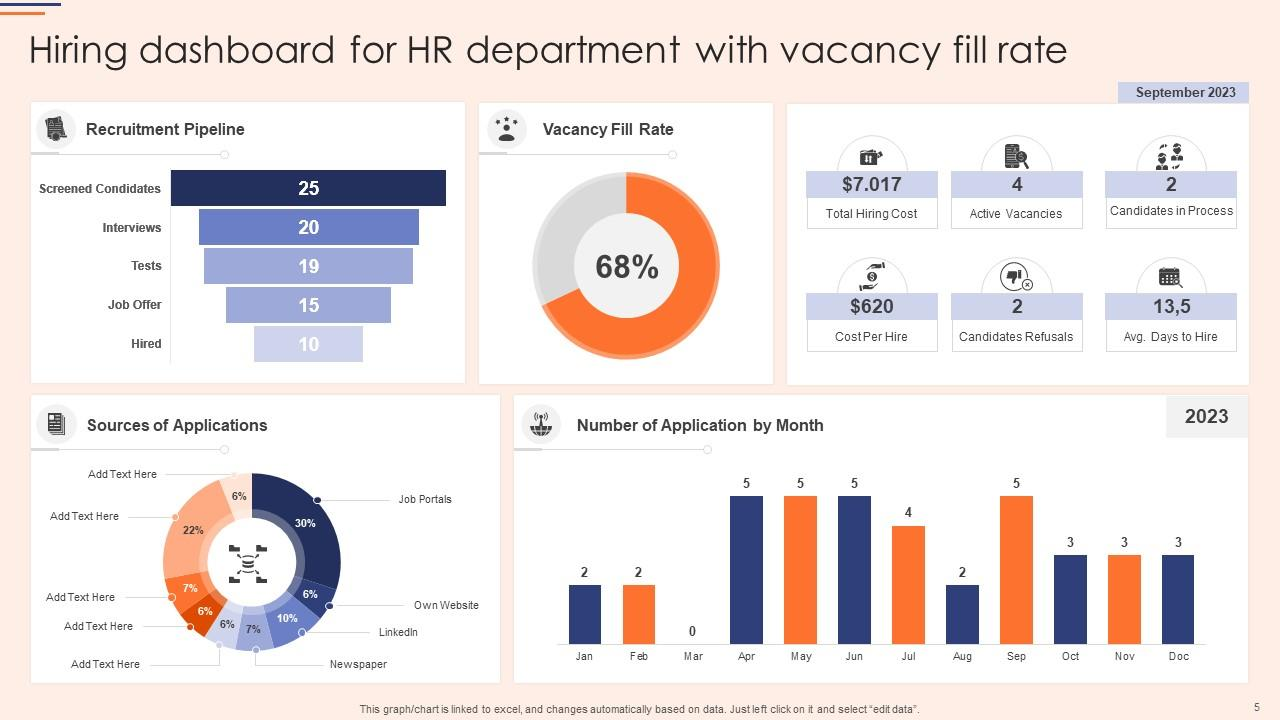 Hiring dashboard for HR department with vacancy fill rate
September 2023
Recruitment Pipeline
Screened Candidates 25
Interviews 20
Tests 19
Job Offer 15
Hired 10
Vacancy Fill Rate
68%
$7.017
Total Hiring Cost
4
Active Vacancies
2
Candidates in Process
$620
Cost Per Hire
2
Candidates Refusals
13,5
Avg. Days to Hire
Sources of Applications
Add Text Here
6%
Job Portals
30%
Add Text Here
22%
Add Text Here
7%
6%
Own Website
Add Text Here
6%
10%
LinkedIn
Add Text Here
6%
7%
Newspaper
Number of Application by Month
2023
2 2 0 5 5 5 4 2 5 3 3 3
Jan Feb Mar Apr May Jun Jul Aug Sep Oct Nov Doc
This graph/chart is linked to excel, and changes automatically based on data. Just left click on it and select “edit data”.
5